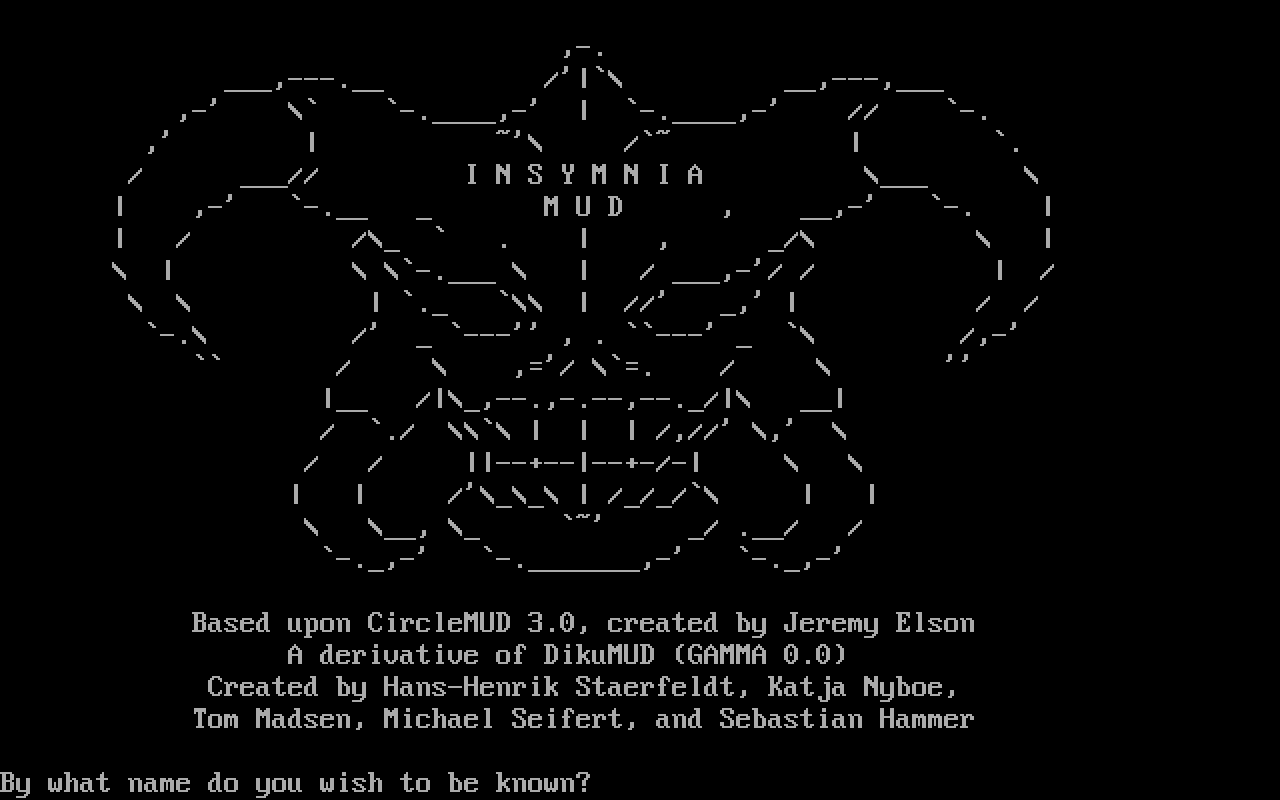 I N S Y M N I A
M U D
Based upon CircleMUD 3.0, created by Jeremy Elson
A derivative of DikuMUD (GAMMA 0.0)
Created by Hans-Henrik Staerfeldt, Katja Nyboe,
Tom Madsen, Michael Seifert, and Sebastian Hammer
By what name do you wish to be known?